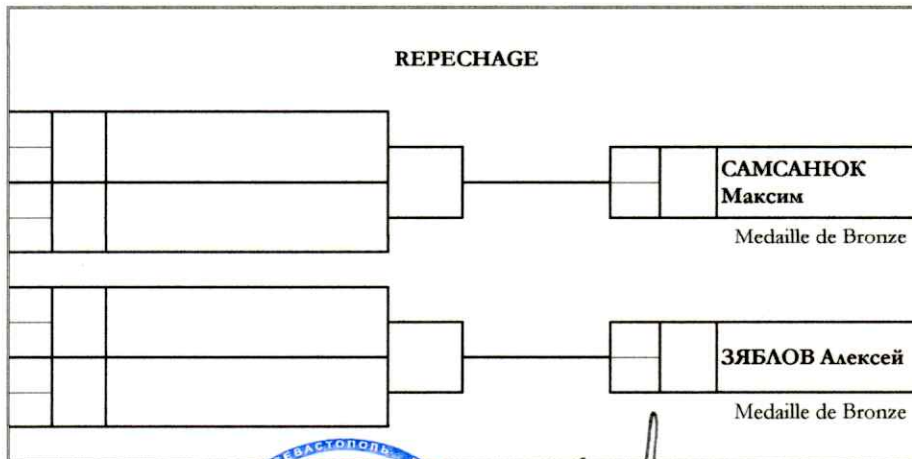 REPECHAGE
САМСАНЮК
Максим
Medaille de Bronze
ЗЯБЛОВ Алексей
Medaille de Bronze